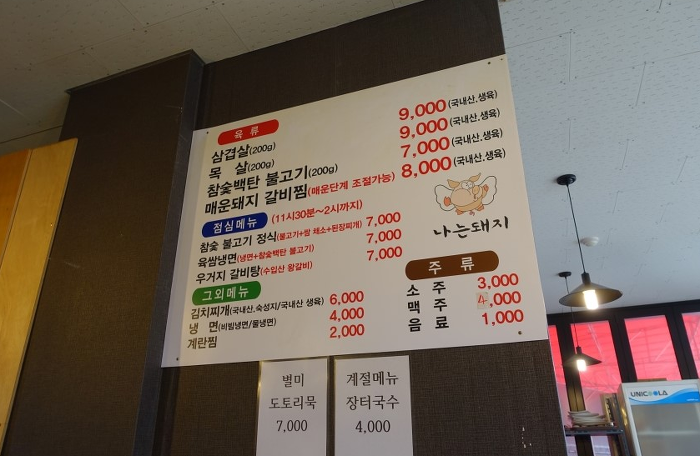 육류
삼겹살(200g) 9,000(국내산.생육)
목 살(200g) 9,000(국내산.생육)
참숯백탄 불고기(200g) 7,000(국내산.생육)
매운돼지 갈비찜(매운단계 조절가능) 8,000(국내산.생육)
나는돼지
점심메뉴 (11시30분~2시까지)
참숯 불고기 정식(불고기+쌈 채소+된장찌개) 7,000
육쌈냉면(냉면+참숯백탄 불고기) 7,000
우거지 갈비탕(수입산 왕갈비) 7,000
그외메뉴
김치찌개(국내산.숙성지/국내산 생육) 6,000
냉 면(비빔냉면/물냉면) 4,000
계란찜 2,000
주류
소 주 3,000
맥 주 4,000
음 료 1,000
별미
도토리묵
7,000
계절메뉴
장터국수
4,000
UNICOOLA